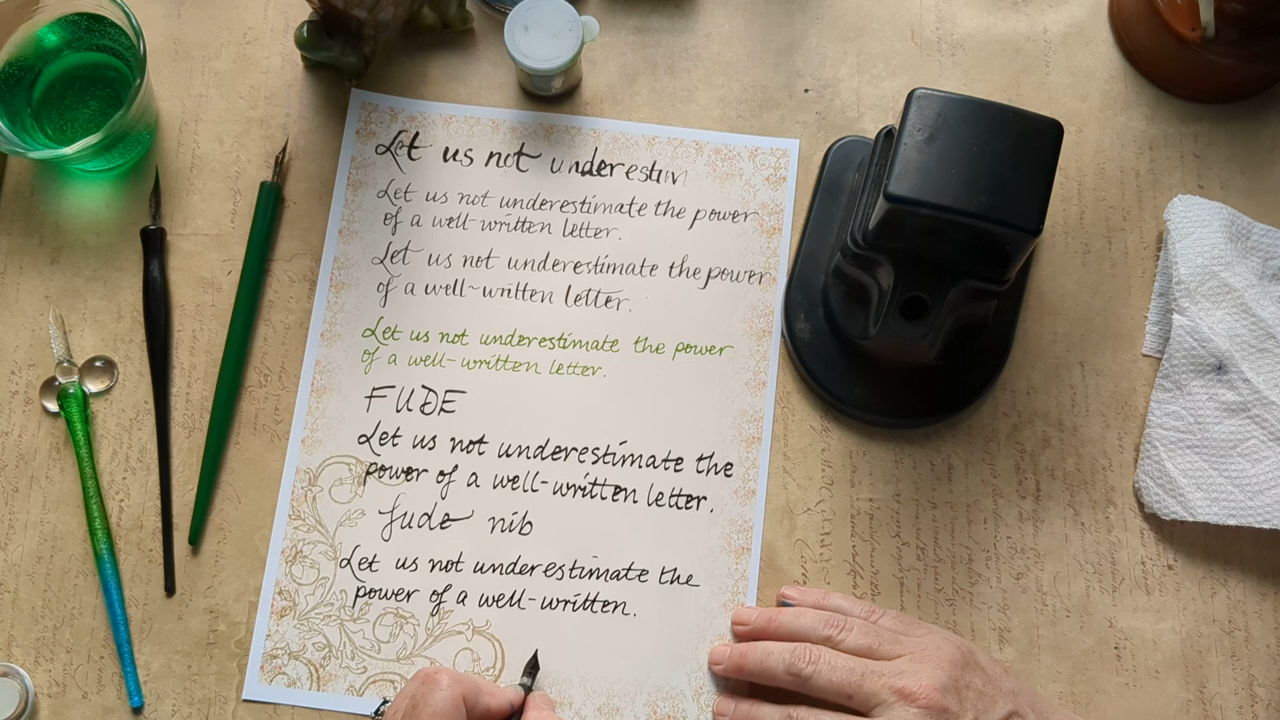 Let us not underestim
Let us not underestimate the power
of a well-written letter.
Let us not underestimate the power
of a well-written letter.
Let us not underestimate the power
of a well-written letter.
FUDE
Let us not underestimate the
power of a well-written letter.
fude nib
Let us not underestimate the
power of a well-written.